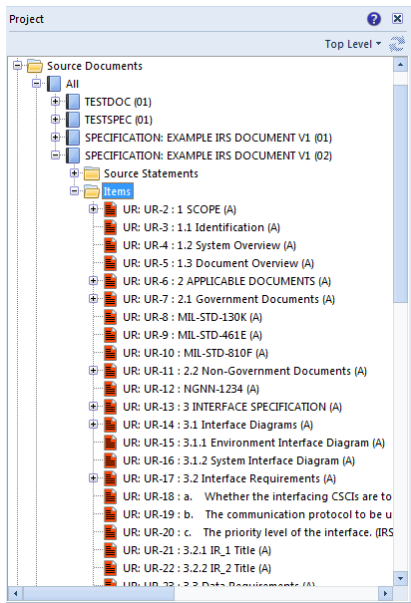 Project
Top Level
Source Documents
All
TESTDOC (01)
TESTSPEC (01)
SPECIFICATION: EXAMPLE IRS DOCUMENT V1 (01)
SPECIFICATION: EXAMPLE IRS DOCUMENT V1 (02)
Source Statements
Items
UR: UR-2 : 1 SCOPE (A)
UR: UR-3 : 1.1 Identification (A)
UR: UR-4 : 1.2 System Overview (A)
UR: UR-5 : 1.3 Document Overview (A)
UR: UR-6 : 2 APPLICABLE DOCUMENTS (A)
UR: UR-7 : 2.1 Government Documents (A)
UR: UR-8 : MIL-STD-130K (A)
UR: UR-9 : MIL-STD-461E (A)
UR: UR-10 : MIL-STD-810F (A)
UR: UR-11 : 2.2 Non-Government Documents (A)
UR: UR-12 : NGNN-1234 (A)
UR: UR-13 : 3 INTERFACE SPECIFICATION (A)
UR: UR-14 : 3.1 Interface Diagrams (A)
UR: UR-15 : 3.1.1 Environment Interface Diagram (A)
UR: UR-16 : 3.1.2 System Interface Diagram (A)
UR: UR-17 : 3.2 Interface Requirements (A)
UR: UR-18 : a. Whether the interfacing CSCIs are to
UR: UR-19 : b. The communication protocol to be u
UR: UR-20 : c. The priority level of the interface. (IRS
UR: UR-21 : 3.2.1 IR_1 Title (A)
UR: UR-22 : 3.2.2 IR_2 Title (A)
UR: UR-23 : 3.3 Data Requirements (A)